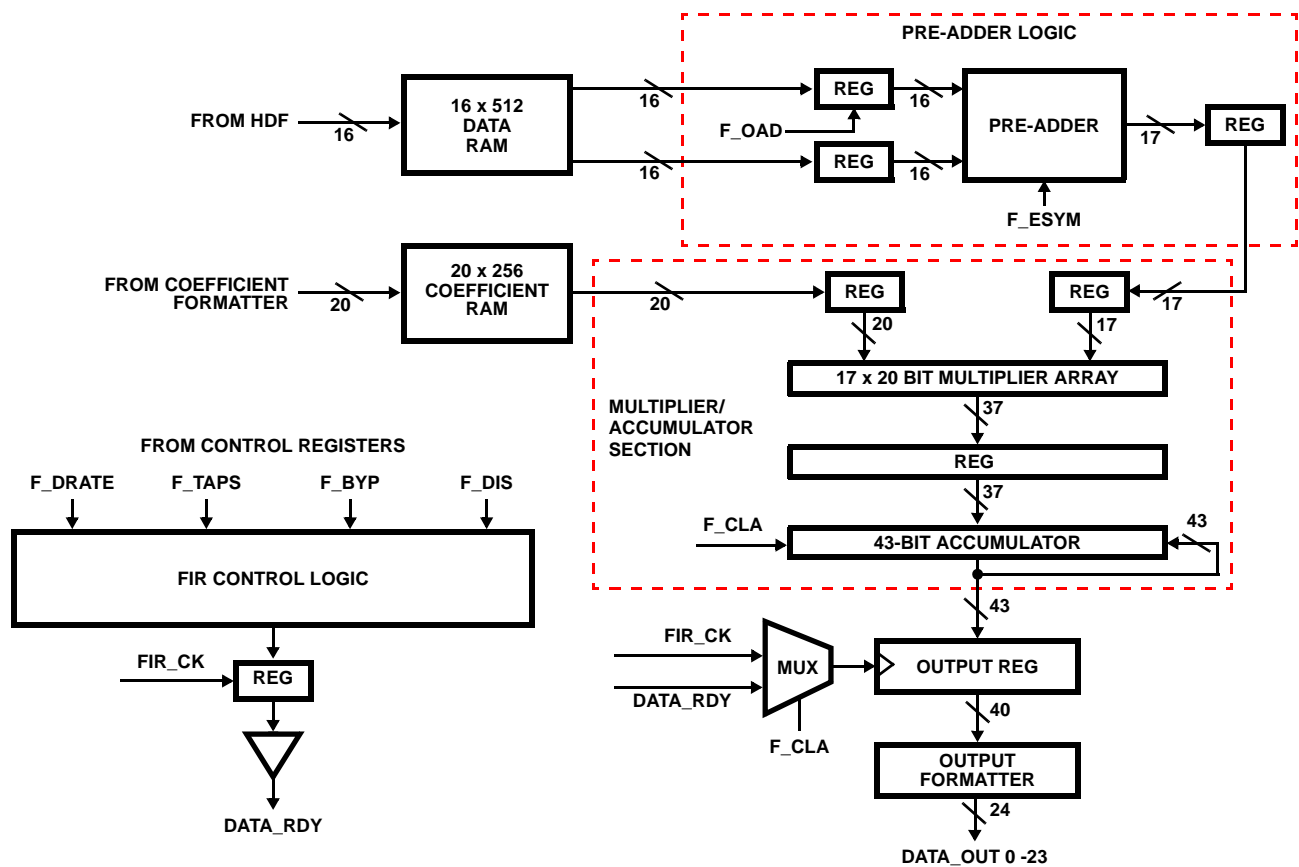 PRE-ADDER LOGIC
FROM HDF
16
16 x 512
DATA
RAM
16
16
REG
F_OAD
REG
16
16
PRE-ADDER
F_ESYM
17
REG
FROM COEFFICIENT
FORMATTER
20
20 x 256
COEFFICIENT
RAM
20
REG
REG
17
20
17
17 x 20 BIT MULTIPLIER ARRAY
MULTIPLIER/
ACCUMULATOR
SECTION
37
REG
37
F_CLA
43-BIT ACCUMULATOR
43
43
FROM CONTROL REGISTERS
F_DRATE
F_TAPS
F_BYP
F_DIS
FIR CONTROL LOGIC
FIR_CK
REG
DATA_RDY
FIR_CK
DATA_RDY
MUX
F_CLA
OUTPUT REG
40
OUTPUT
FORMATTER
24
DATA_OUT 0 -23